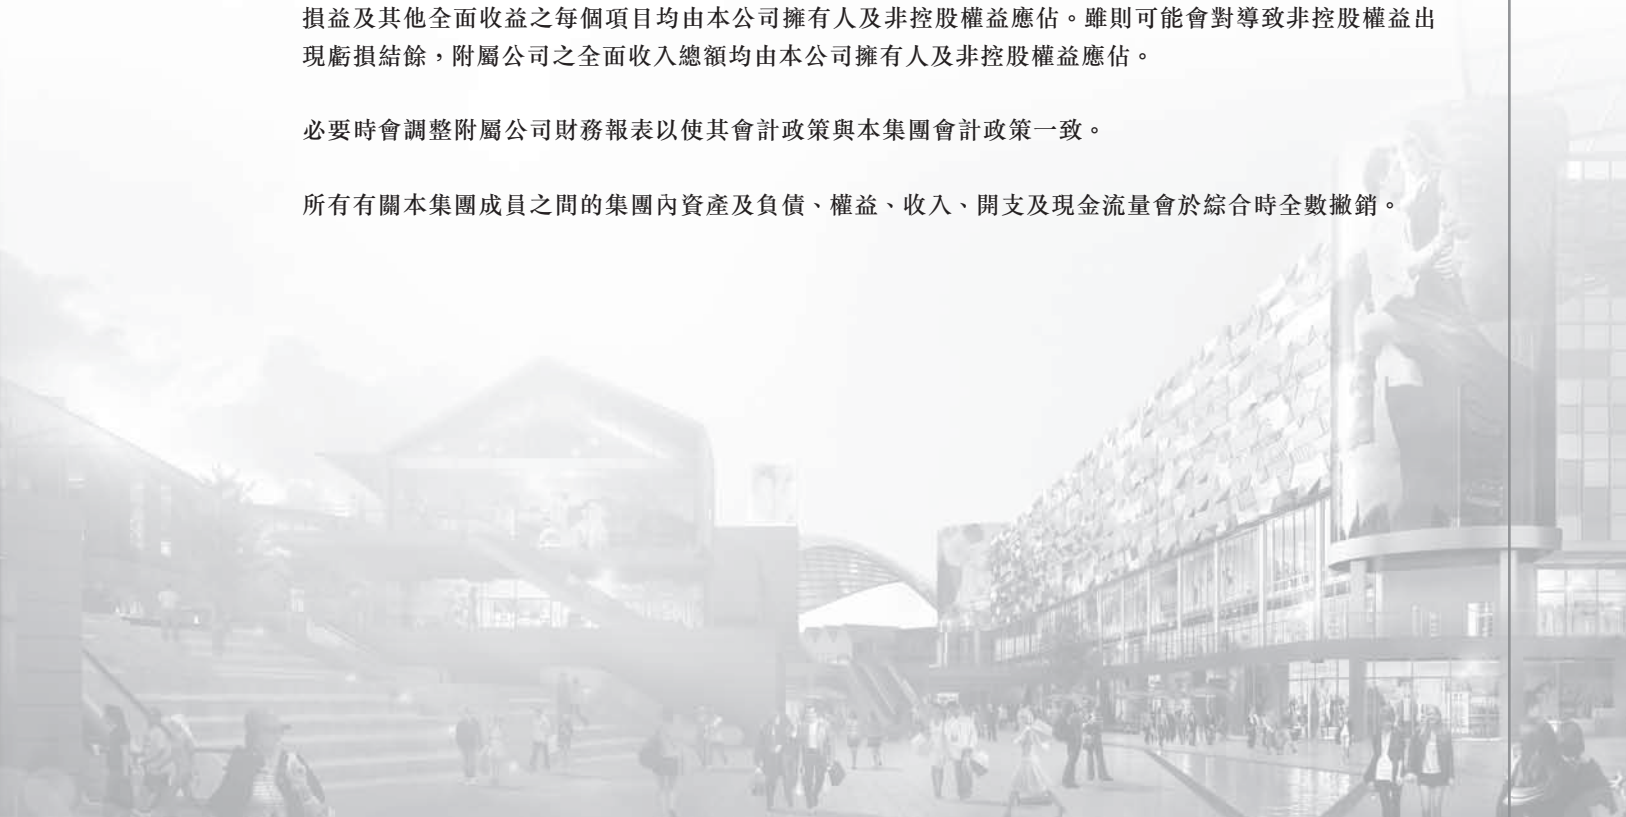 損益及其他全面收益之每個項目均由本公司擁有人及非控股權益應佔。雖則可能會對導致非控股權益出
現虧損結餘，附屬公司之全面收入總額均由本公司擁有人及非控股權益應佔。
必要時會調整附屬公司財務報表以使其會計政策與本集團會計政策一致。
所有有關本集團成員之間的集團內資產及負債、權益、收入、開支及現金流量會於綜合時全數撇銷。